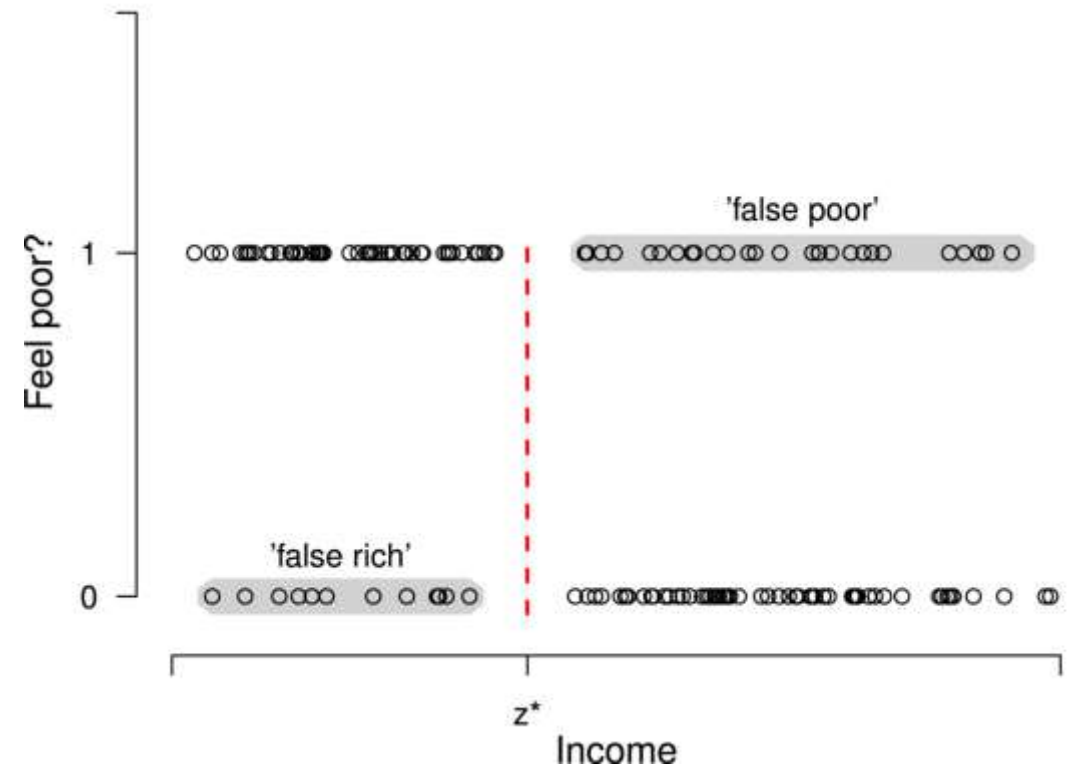 Feel poor?
1
0
'false poor'
'false rich'
z*
Income